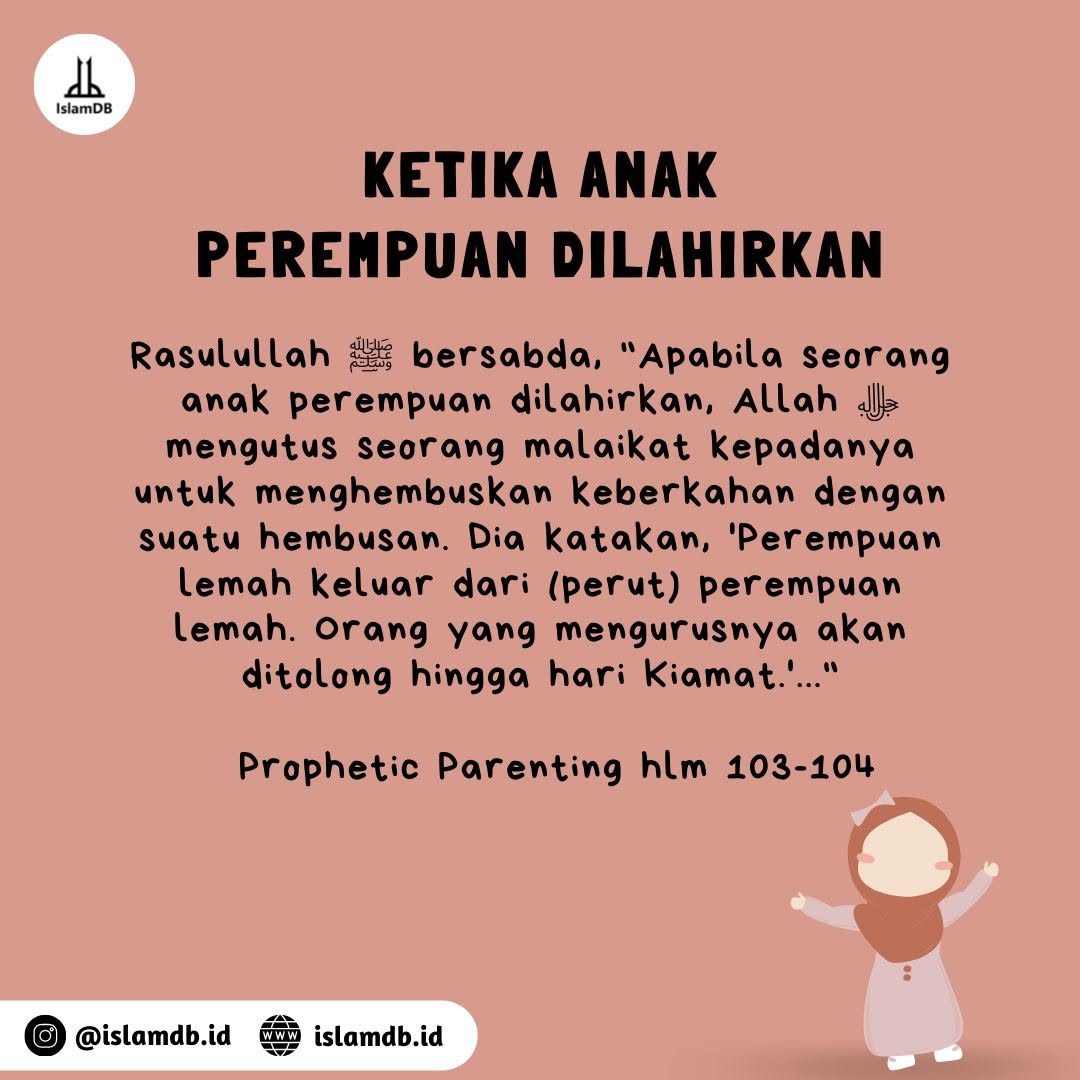 IslamDB
KETIKA ANAK
PEREMPUAN DILAHIRKAN
Rasulullah ﷺ bersabda, "Apabila seorang
anak perempuan dilahirkan, Allah ﷻ
mengutus seorang malaikat kepadanya
untuk menghembuskan keberkahan dengan
suatu hembusan. Dia katakan, 'Perempuan
lemah keluar dari (perut) perempuan
lemah. Orang yang mengurusnya akan
ditolong hingga hari Kiamat.'..."
Prophetic Parenting hlm 103-104
@islamdb.id WWW islamdb.id